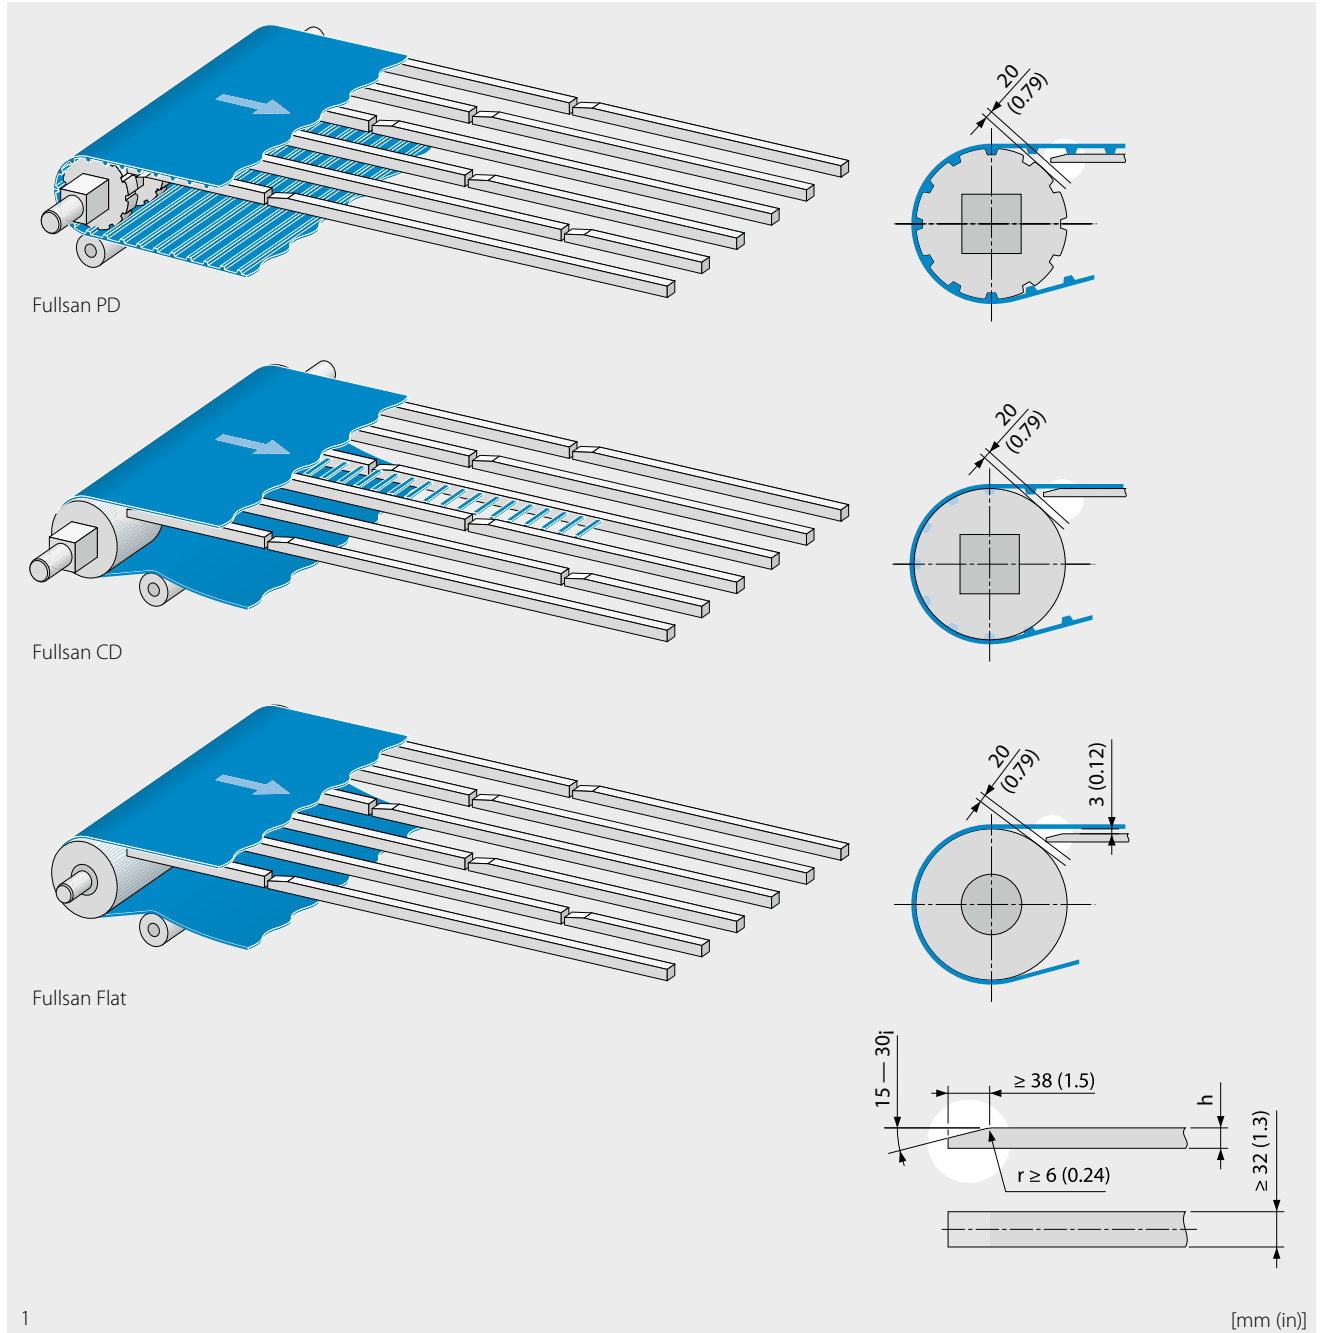 20
(0.79)
Fullsan PD
20
(0.79)
Fullsan CD
20
(0.79)
3 (0.12)
Fullsan Flat
15 — 30¡
≥ 38 (1.5)
h
≥ 32 (1.3)
r ≥ 6 (0.24)
1
[mm (in)]